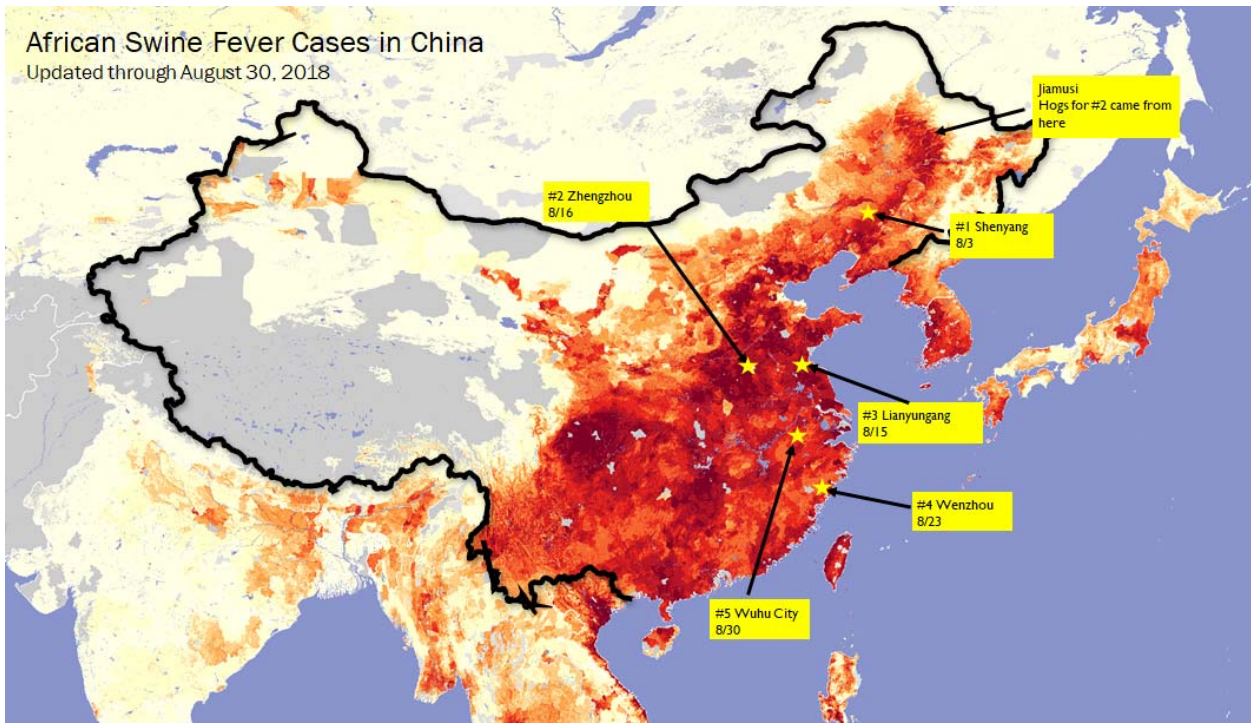 African Swine Fever Cases in China
Updated through August 30, 2018
Jiamusi
Hogs for #2 came from
here
#2 Zhengzhou
8/16
#1 Shenyang
8/3
#3 Lianyungang
8/15
#4 Wenzhou
8/23
#5 Wuhu City
8/30